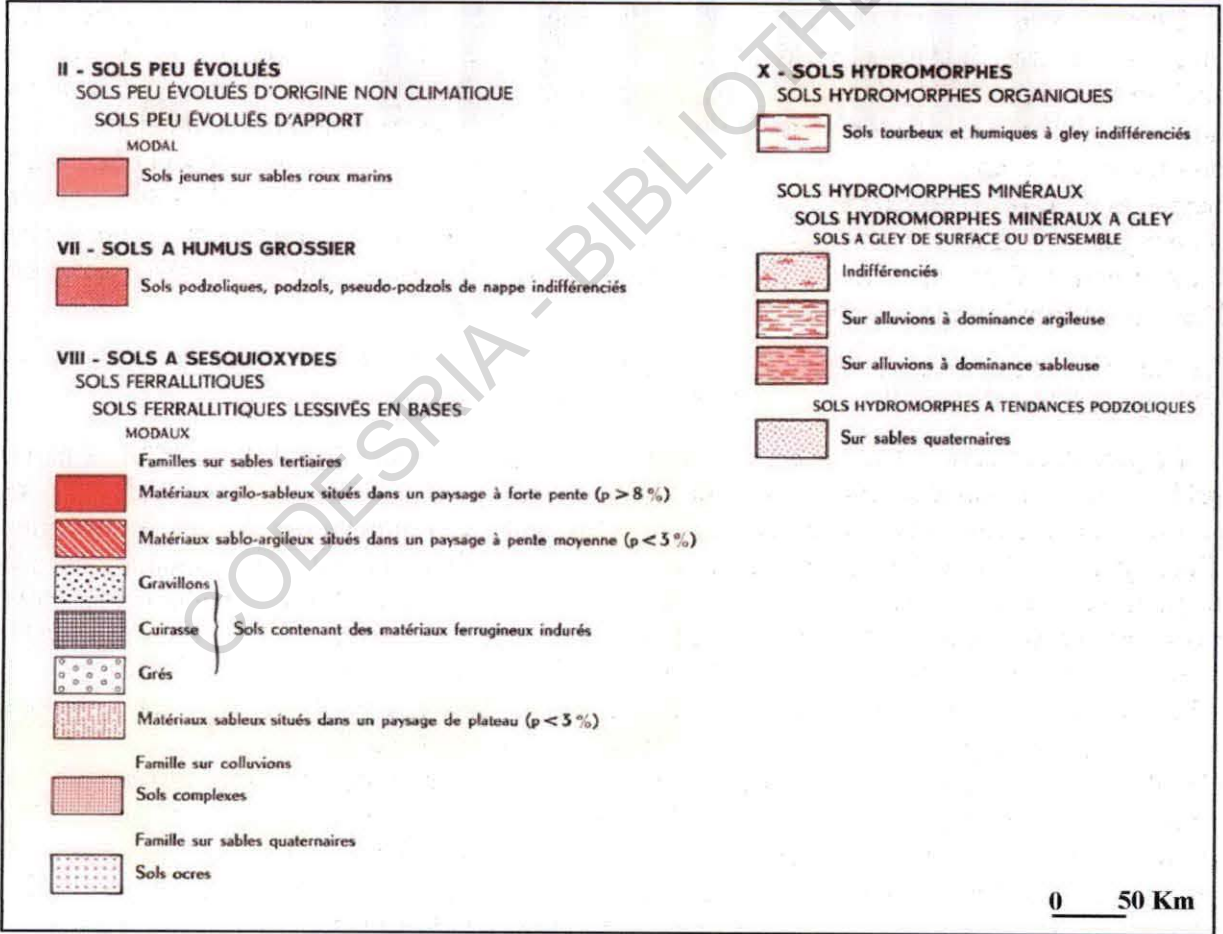 II - SOLS PEU ÉVOLUÉS
SOLS PEU ÉVOLUÉS D'ORIGINE NON CLIMATIQUE
SOLS PEU ÉVOLUÉS D'APPORT
MODAL
Sols jeunes sur sables roux marins
VII - SOLS A HUMUS GROSSIER
Sols podzoliques, podzols, pseudo-podzols de nappe indifférenciés
VIII - SOLS A SESQUIOXYDES
SOLS FERRALLITIQUES
SOLS FERRALLITIQUES LESSIVÉS EN BASES
MODAUX
Familles sur sables tertiaires
Matériaux argilo-sableux situés dans un paysage à forte pente (p > 8 %)
Matériaux sablo-argileux situés dans un paysage à pente moyenne (p < 3 %)
Gravillons
Cuirasse
Sols contenant des matériaux ferrugineux indurés
Grés
Matériaux sableux situés dans un paysage de plateau (p < 3 %)
Famille sur colluvions
Sols complexes
Famille sur sables quaternaires
Sols ocres
X - SOLS HYDROMORPHES
SOLS HYDROMORPHES ORGANIQUES
Sols tourbeux et humiques à gley indifférenciés
SOLS HYDROMORPHES MINÉRAUX
SOLS HYDROMORPHES MINÉRAUX A GLEY
SOLS A GLEY DE SURFACE OU D'ENSEMBLE
Indifférenciés
Sur alluvions à dominance argileuse
Sur alluvions à dominance sableuse
SOLS HYDROMORPHES A TENDANCES PODZOLIQUES
Sur sables quaternaires
0 50 Km
CODESRIA - BIBLIOTHE